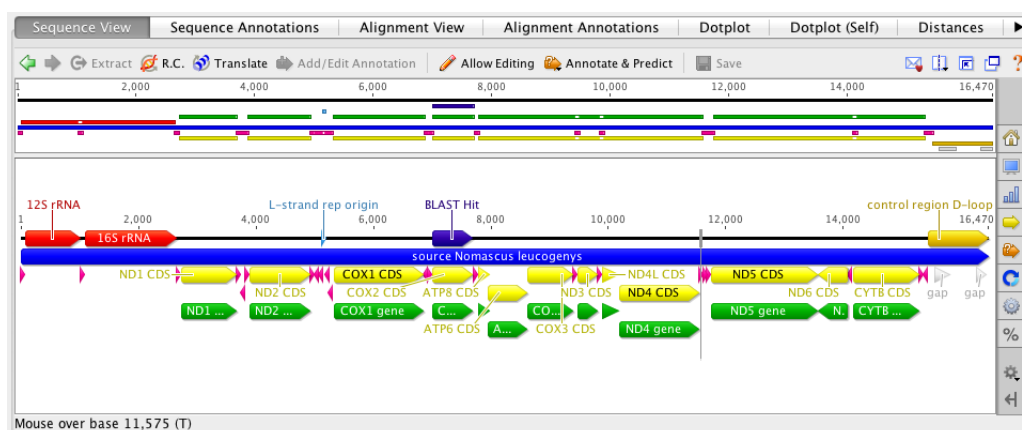 Sequence View Sequence Annotations Alignment View Alignment Annotations Dotplot Dotplot (Self) Distances
Extract R.C. Translate Add/Edit Annotation Allow Editing Annotate & Predict Save ?
1 2,000 4,000 6,000 8,000 10,000 12,000 14,000 16,470
12S rRNA L-strand rep origin BLAST Hit control region D-loop
1 2,000 4,000 6,000 8,000 10,000 12,000 14,000 16,470
16S rRNA
source Nomascus leucogenys
ND1 CDS COX1 CDS ND4L CDS ND5 CDS
ND2 CDS COX2 CDS ATP8 CDS ND3 CDS ND4 CDS ND6 CDS CYTB CDS gap gap
ND1 ... ND2 ... COX1 gene C... CO... ND5 gene N. CYTB ...
ATP6 CDS A... COX3 CDS ND4 gene
%
Mouse over base 11,575 (T)